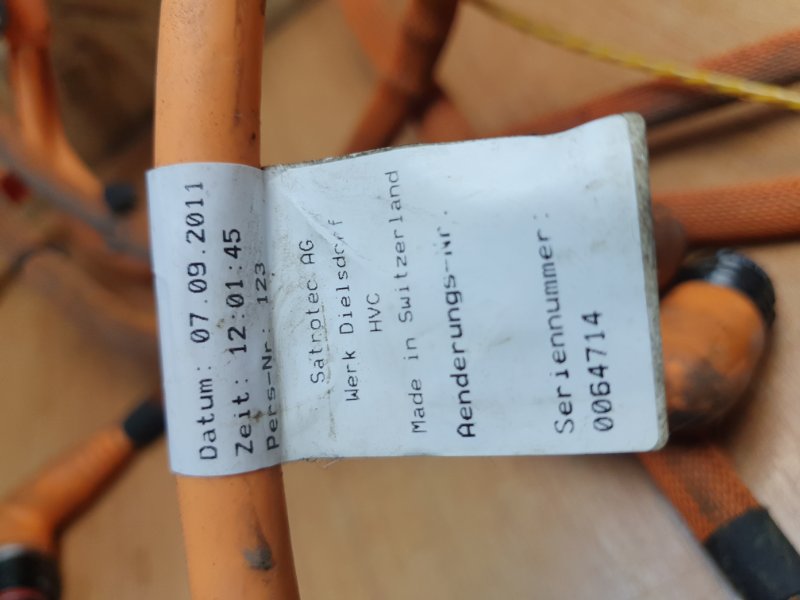 Datum: 07.09.2011
Zeit: 12:01:45
Pers-Nr: 123
Satrotec AG
Werk Dielsdorf
HVC
Made in Switzerland
Aenderungs-Nr.
Seriennummer:
0064714